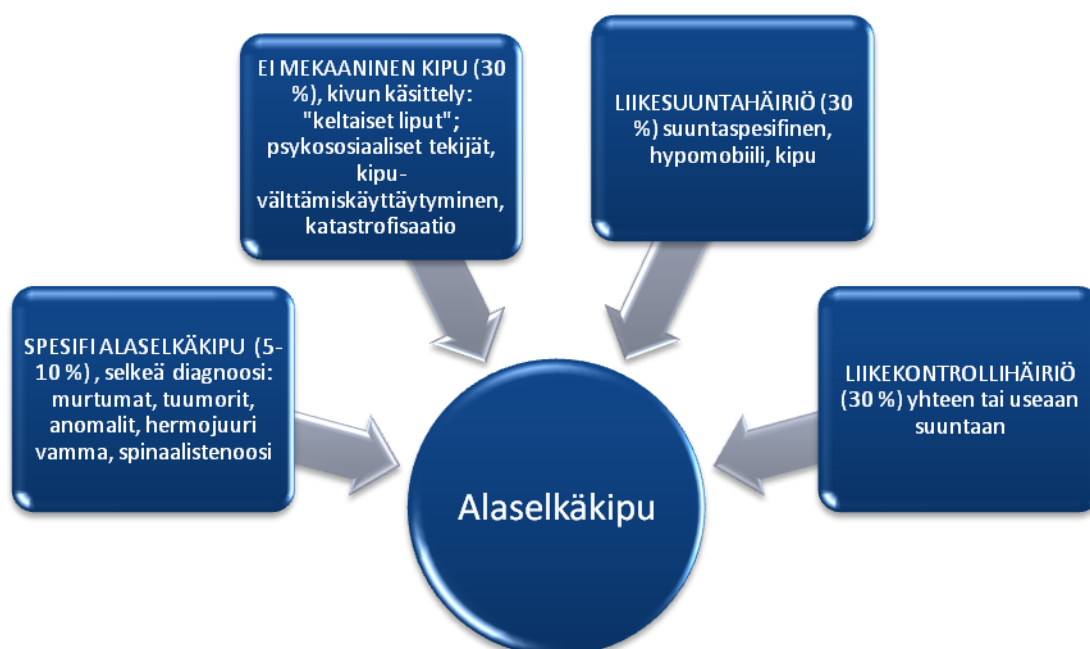 EI MEKAANINEN KIPU (30
%), kivun käsittely:
"keltaiset liput";
psykososiaaliset tekijät,
kipu-
välttämiskäyttäytyminen,
katastrofisaatio
LIIKESUUNTAHÄIRIÖ (30
%) suuntaspesifinen,
hypomobiili, kipu
SPESIFI ALASELKÄKIPU (5-
10 %) , selkeä diagnoosi:
murtumat, tuumorit,
anomalit, hermojuuri
vamma, spinaalistenoosi
LIIKEKONTROLLIHÄIRIÖ
(30 %) yhteen tai useaan
suuntaan
Alaselkäkipu